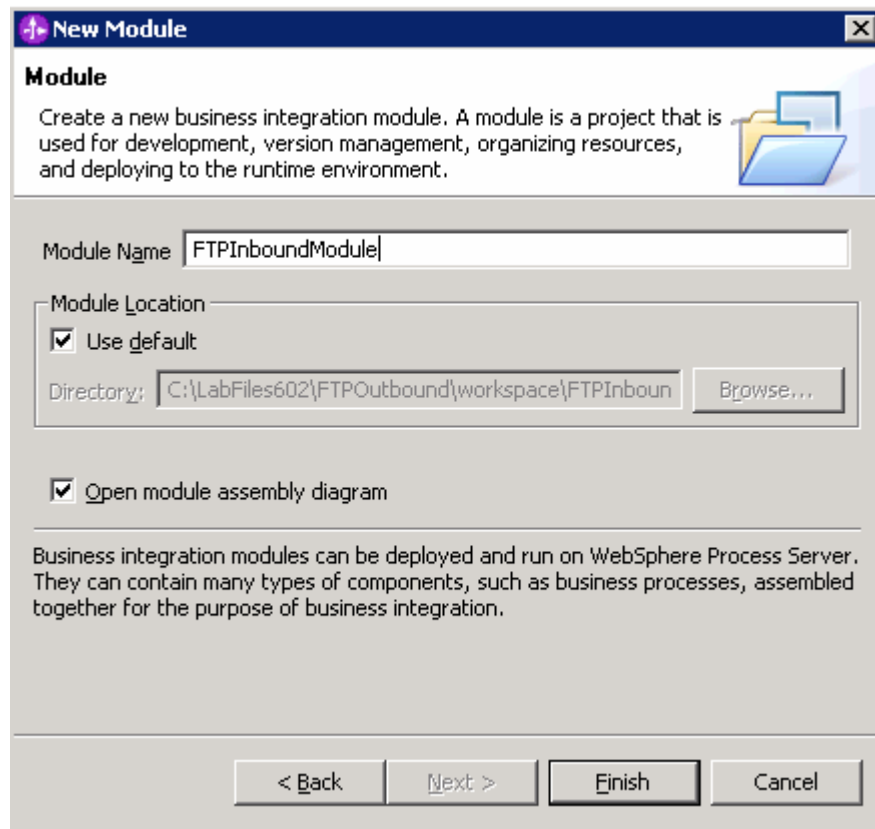 New Module
Module
Create a new business integration module. A module is a project that is
used for development, version management, organizing resources,
and deploying to the runtime environment.
Module Name FTPInboundModule
Module Location
Use default
Directory: C:\LabFiles602\FTPOutbound\workspace\FTPInboun Browse...
Open module assembly diagram
Business integration modules can be deployed and run on WebSphere Process Server.
They can contain many types of components, such as business processes, assembled
together for the purpose of business integration.
< Back Next > Finish Cancel